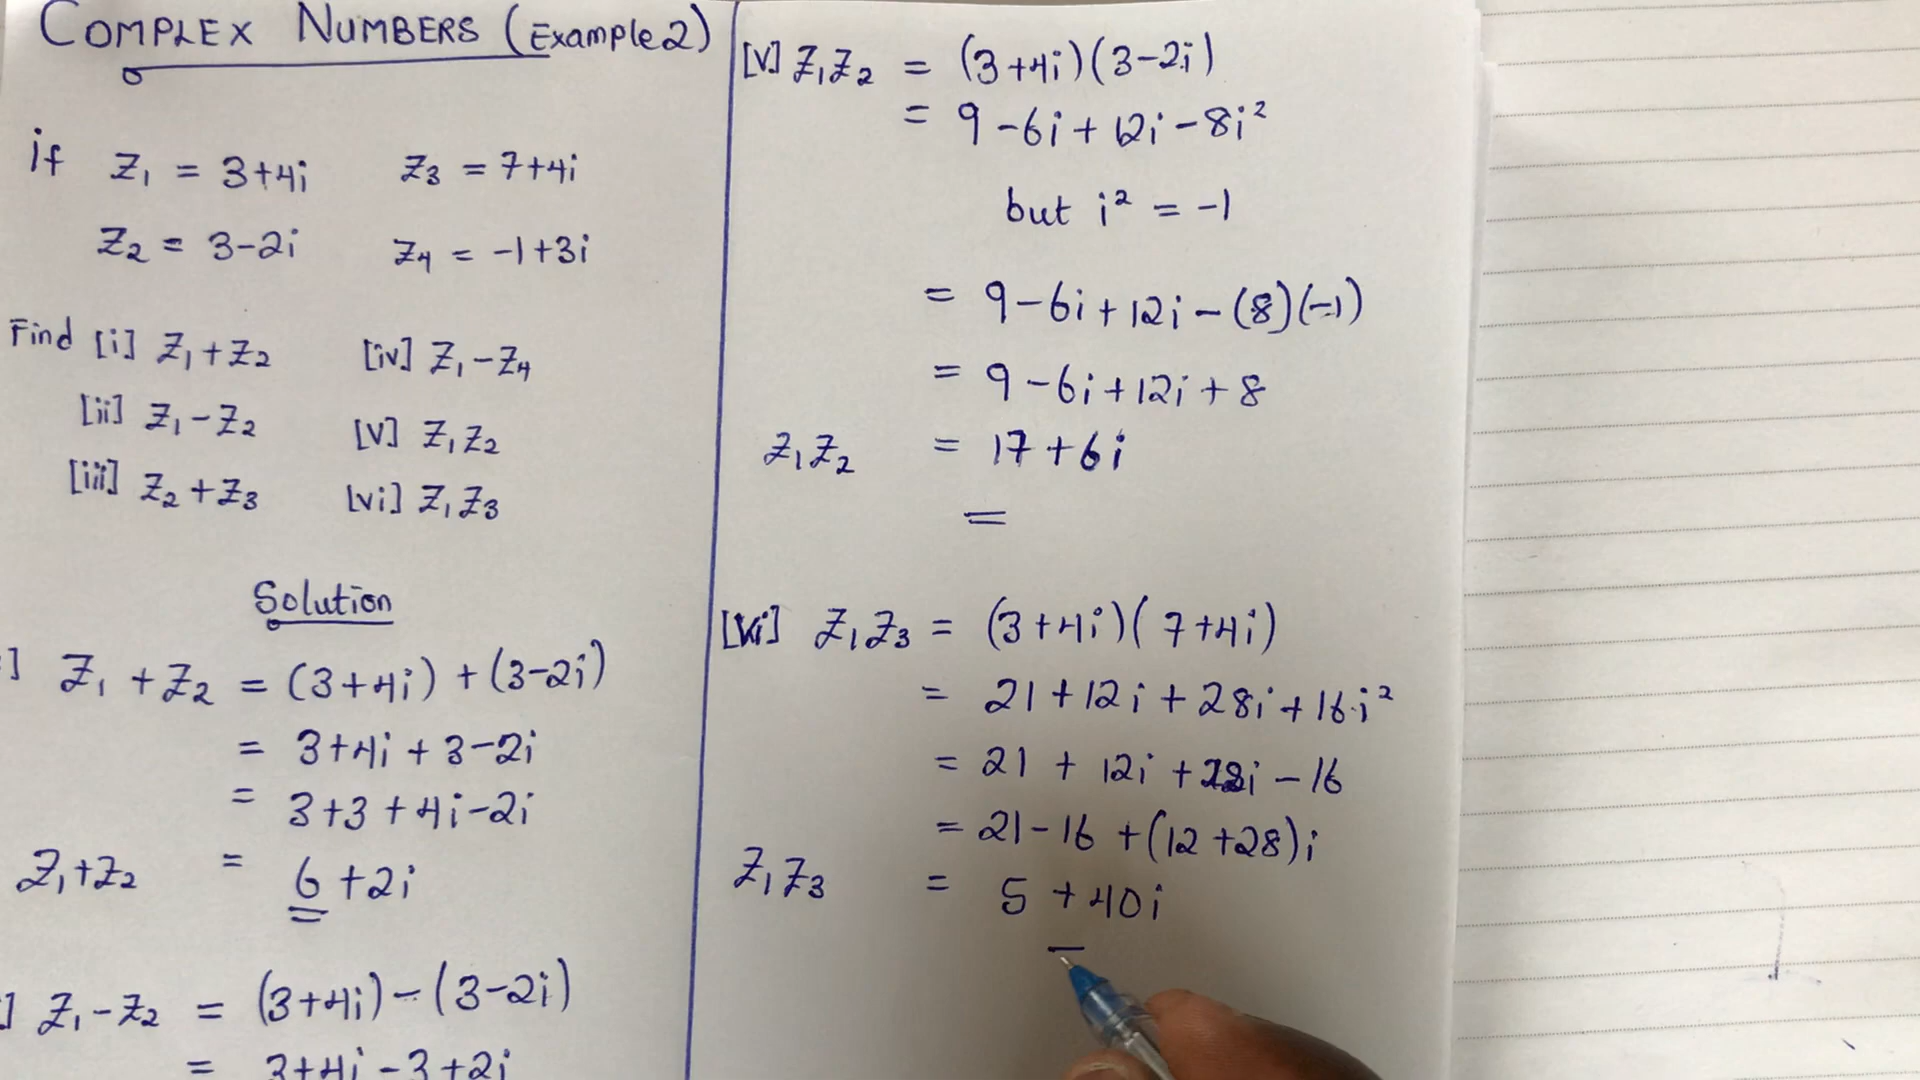 COMPLEX NUMBERS (Example 2)
if Z₁ = 3+4i Z₃ = 7+4i
Z₂ = 3-2i Z₄ = -1+3i
Find [i] Z₁+Z₂ [iv] Z₁-Z₄
[ii] Z₁-Z₂ [V] Z₁Z₂
[iii] Z₂+Z₃ [vi] Z₁Z₃
Solution
] Z₁+Z₂ = (3+4i)+(3-2i)
= 3+4i+3-2i
= 3+3+4i-2i
Z₁+Z₂ = 6+2i
] Z₁-Z₂ = (3+4i)-(3-2i)
= 3+4i-3+2i
[V] Z₁Z₂ = (3+4i)(3-2i)
= 9-6i+12i-8i²
but i² = -1
= 9-6i+12i-(8)(-1)
= 9-6i+12i+8
Z₁Z₂ = 17+6i
[Vi] Z₁Z₃ = (3+4i)(7+4i)
= 21+12i+28i+16i²
= 21+12i+28i-16
= 21-16+(12+28)i
Z₁Z₃ = 5+40i